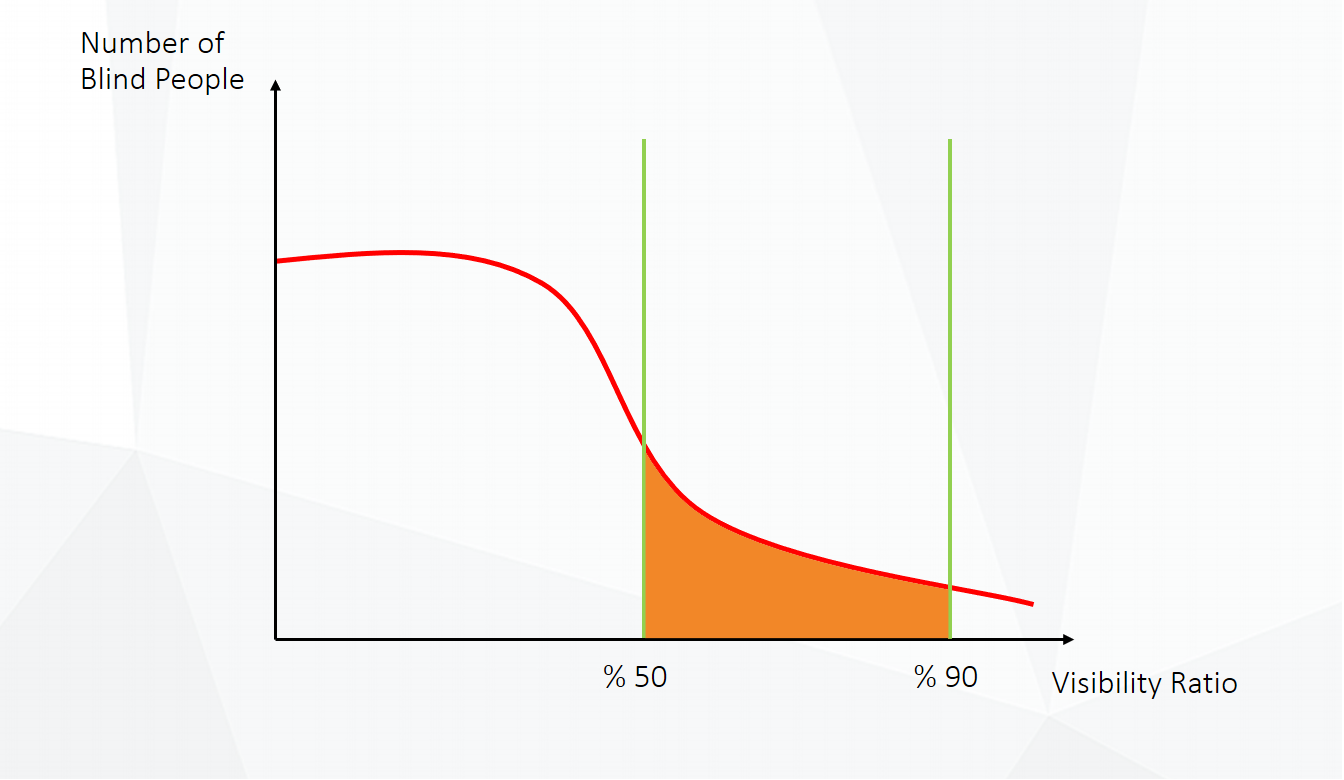 Number of
Blind People
% 50
% 90
Visibility Ratio